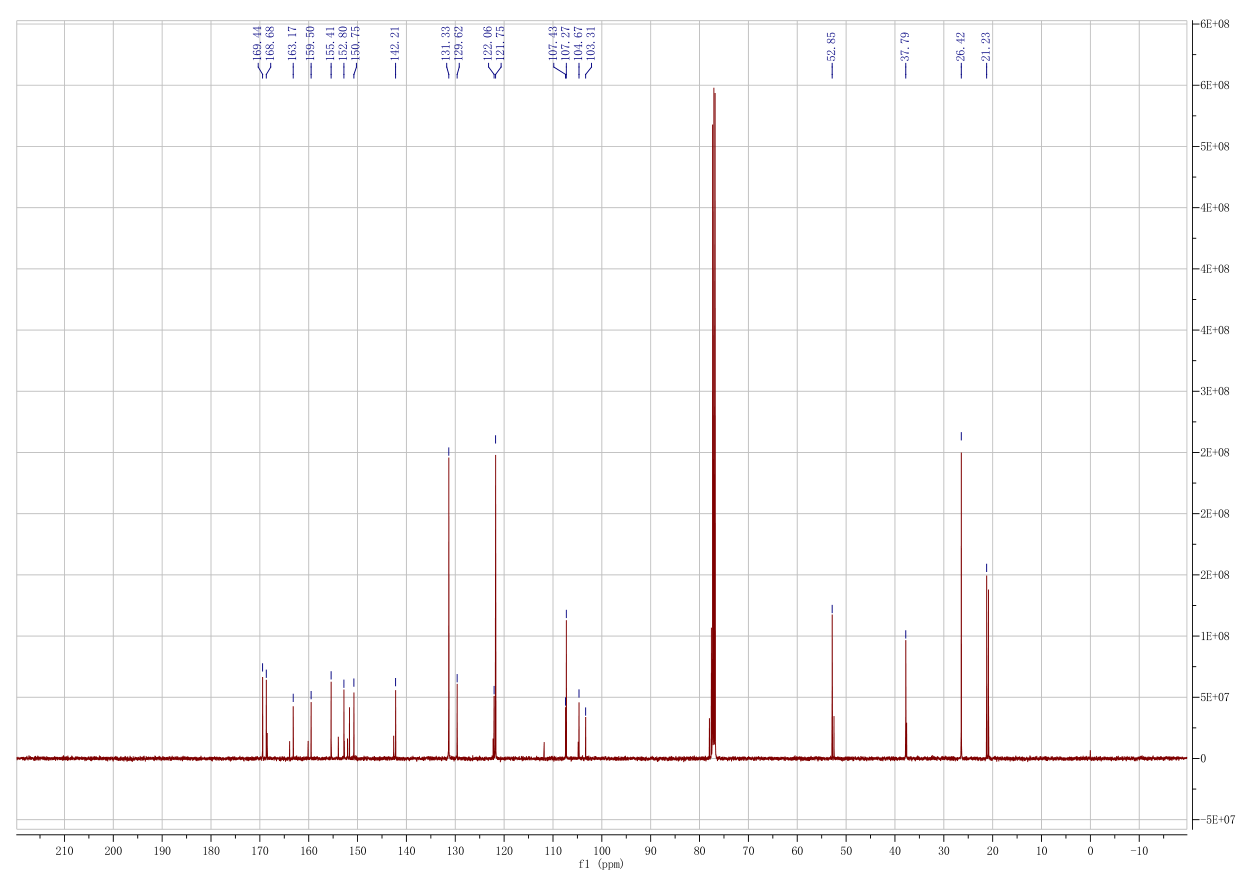 169.44
168.68
163.17
159.50
155.41
152.80
150.75
142.21
131.33
129.62
122.06
121.75
107.43
107.27
104.67
103.31
52.85
37.79
26.42
21.23
6E+08
6E+08
5E+08
4E+08
4E+08
4E+08
3E+08
2E+08
2E+08
2E+08
1E+08
5E+07
0
-5E+07
210 200 190 180 170 160 150 140 130 120 110 100 90 80 70 60 50 40 30 20 10 0 -10
f1 (ppm)